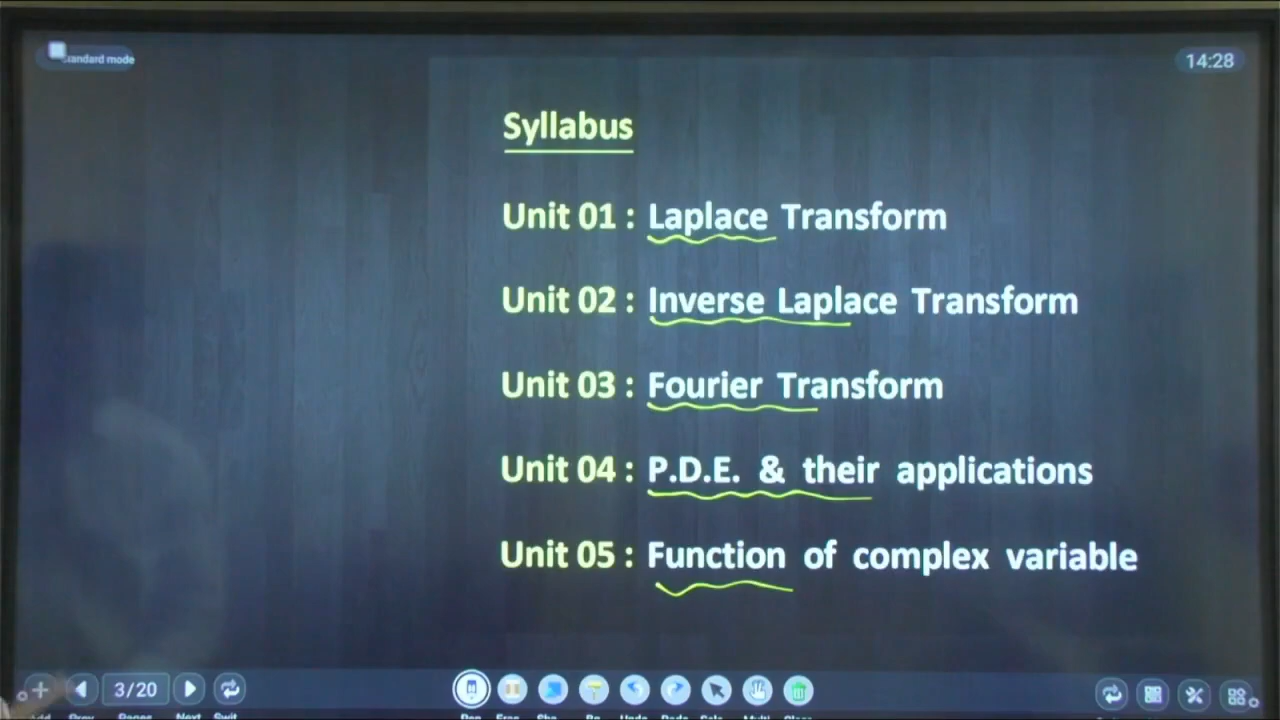 Standard mode
14:28
Syllabus
Unit 01 : Laplace Transform
Unit 02 : Inverse Laplace Transform
Unit 03 : Fourier Transform
Unit 04 : P.D.E. & their applications
Unit 05 : Function of complex variable
3/20